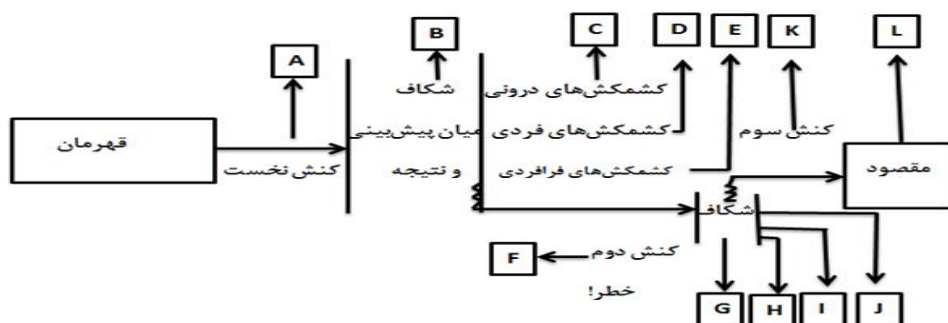 B C D E K L
A
شکاف
کشمکش‌های درونی
قهرمان
میان پیش‌بینی
کشمکش‌های فردی
کنش سوم
کنش نخست
و نتیجه
کشمکش‌های فرافردی
مقصود
شکاف
F
کنش دوم
خطر!
G H I J